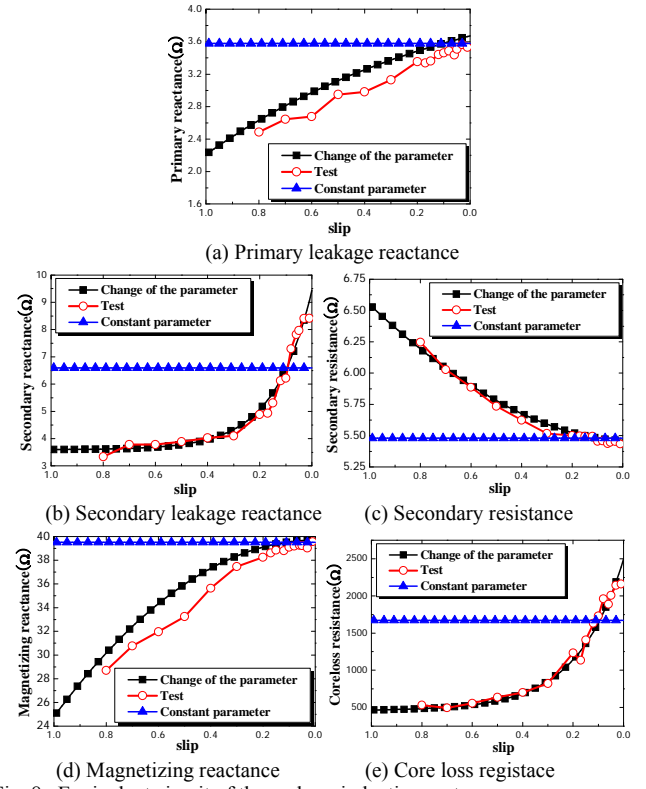 3.6
3.2
2.8
2.4
2.0
1.6
Primary reactance(Ω)
Change of the parameter
Test
Constant parameter
1.0 0.8 0.6 0.4 0.2 0.0
slip
(a) Primary leakage reactance
10
9
8
7
6
5
4
3
Secondary reactance(Ω)
Change of the parameter
Test
Constant parameter
1.0 0.8 0.6 0.4 0.2 0.0
slip
(b) Secondary leakage reactance
6.75
6.50
6.25
6.00
5.75
5.50
5.25
Secondary resistance(Ω)
Change of the parameter
Test
Constant parameter
1.0 0.8 0.6 0.4 0.2 0.0
slip
(c) Secondary resistance
40
38
36
34
32
30
28
26
24
Magnetizing reactance(Ω)
Change of the parameter
Test
Constant parameter
1.0 0.8 0.6 0.4 0.2 0.0
slip
(d) Magnetizing reactance
2500
2000
1500
1000
500
Coreloss resistance(Ω)
Change of the parameter
Test
Constant parameter
1.0 0.8 0.6 0.4 0.2 0.0
slip
(e) Core loss registace